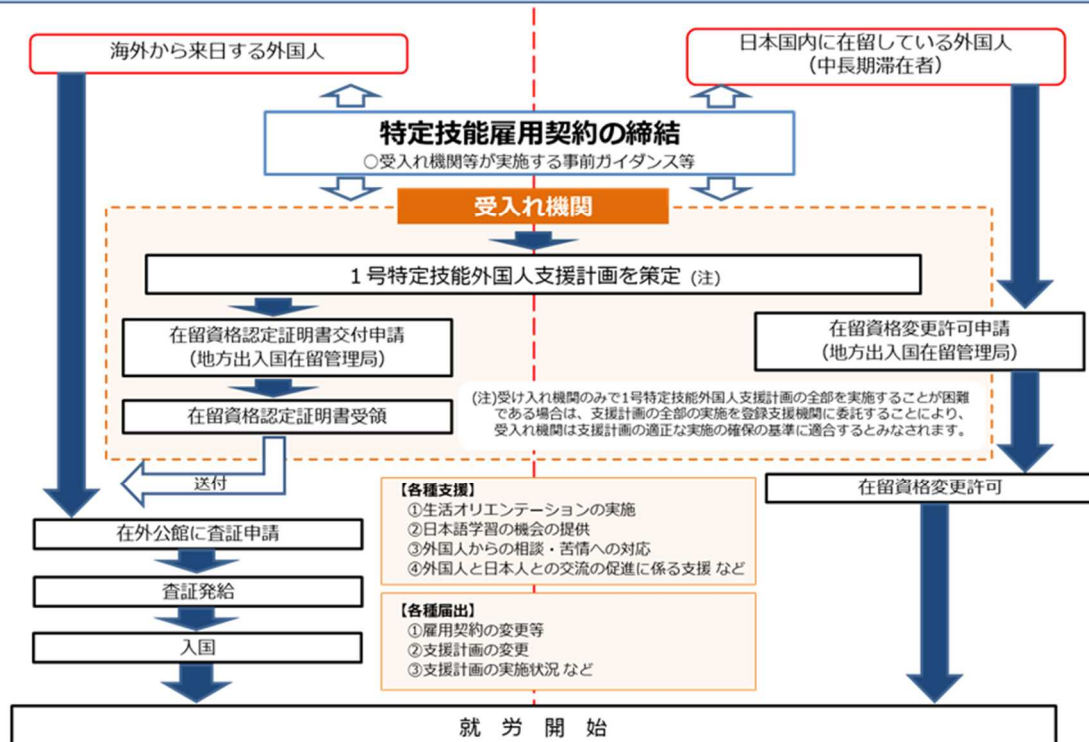 海外から来日する外国人
日本国内に在留している外国人
（中長期滞在者）
特定技能雇用契約の締結
○受入れ機関等が実施する事前ガイダンス等
受入れ機関
１号特定技能外国人支援計画を策定 (注)
在留資格認定証明書交付申請
（地方出入国在留管理局）
在留資格変更許可申請
（地方出入国在留管理局）
在留資格認定証明書受領
(注)受け入れ機関のみで1号特定技能外国人支援計画の全部を実施することが困難
である場合は、支援計画の全部の実施を登録支援機関に委託することにより、
受入れ機関は支援計画の適正な実施の確保の基準に適合するとみなされます。
送付
在留資格変更許可
【各種支援】
①生活オリエンテーションの実施
②日本語学習の機会の提供
③外国人からの相談・苦情への対応
④外国人と日本人との交流の促進に係る支援 など
在外公館に査証申請
査証発給
入国
【各種届出】
①雇用契約の変更等
②支援計画の変更
③支援計画の実施状況 など
就 労 開 始